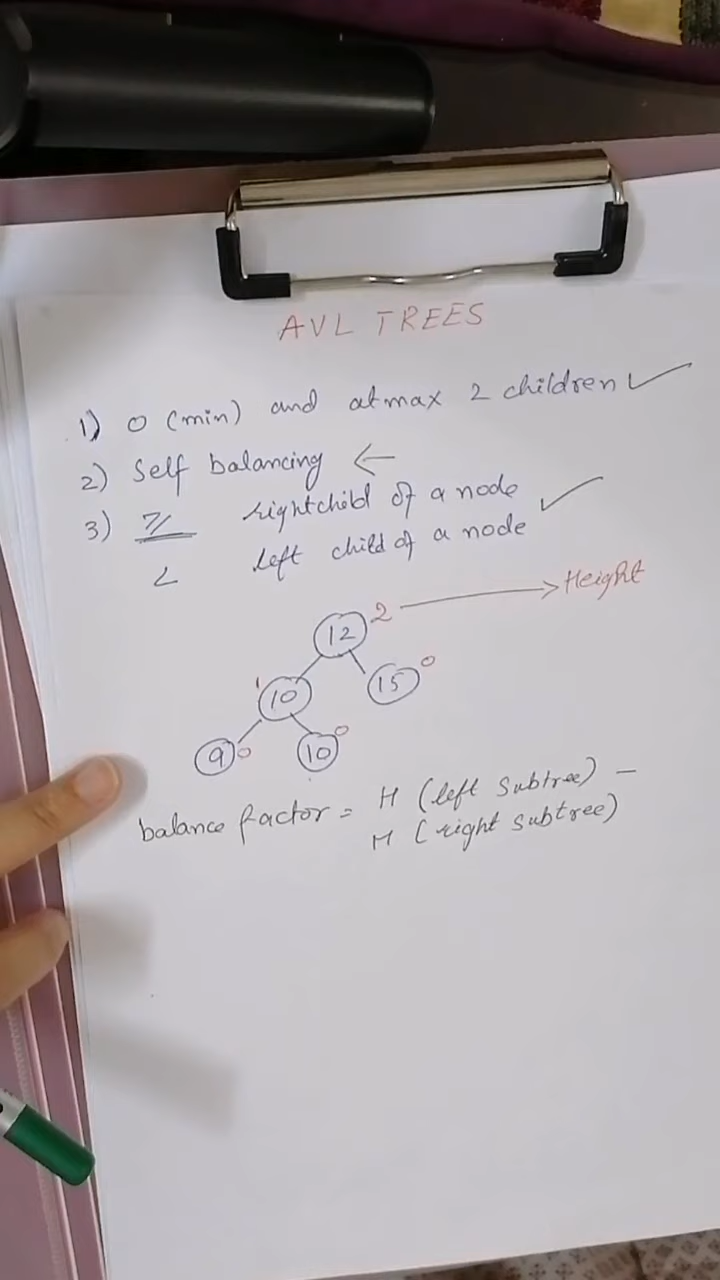 AVL TREES
1) 0 (min) and atmax 2 children ✓
2) Self balancing ←
3) ≥ rightchild of a node ✓
< left child of a node
12 2 → Height
1 10 15 0
9 0 10 0
balance factor = H (left subtree) -
H (right subtree)